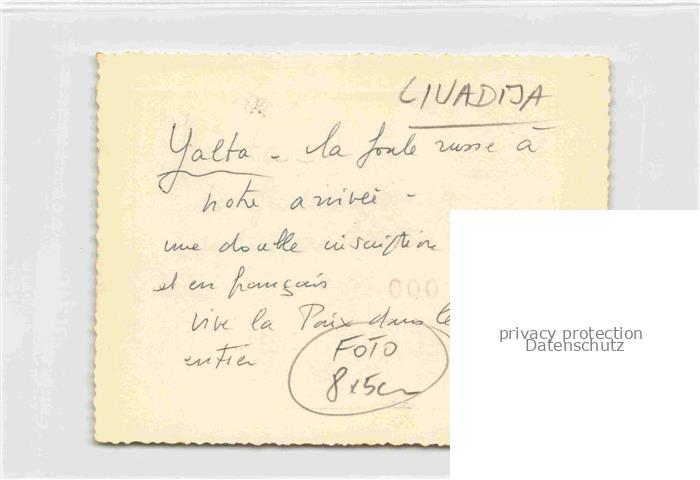 LIVADIJA
Yalta - la foule russe à
notre arrivée -
une double inscription
et en français
000
vive la Paix dans le
entier
FOTO
8x5cm
privacy protection
Datenschutz